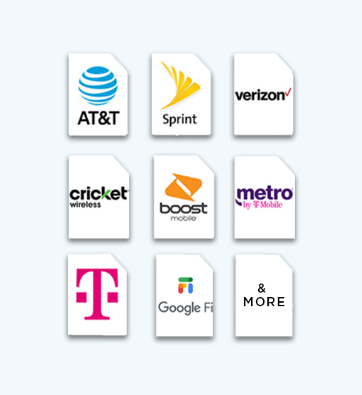 AT&T
Sprint
verizon✓
cricket
wireless
boost
mobile
metro
by T Mobile
T
Google Fi
&
MORE